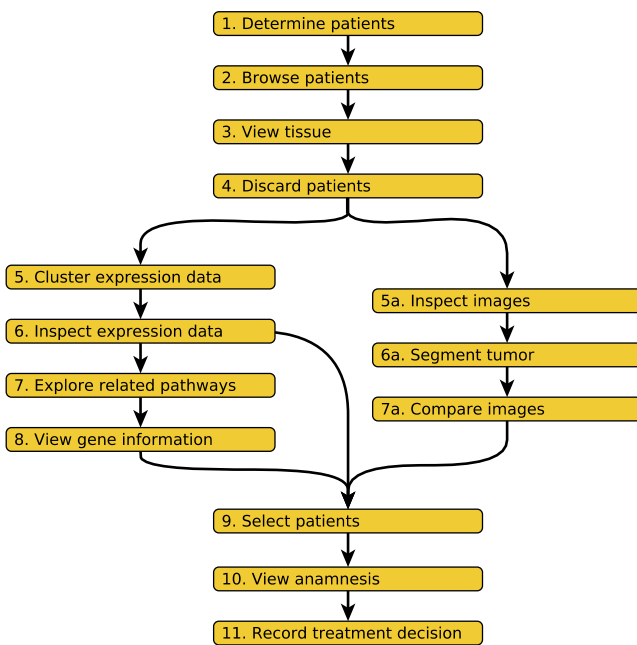 1. Determine patients
2. Browse patients
3. View tissue
4. Discard patients
5. Cluster expression data
6. Inspect expression data
7. Explore related pathways
8. View gene information
5a. Inspect images
6a. Segment tumor
7a. Compare images
9. Select patients
10. View anamnesis
11. Record treatment decision